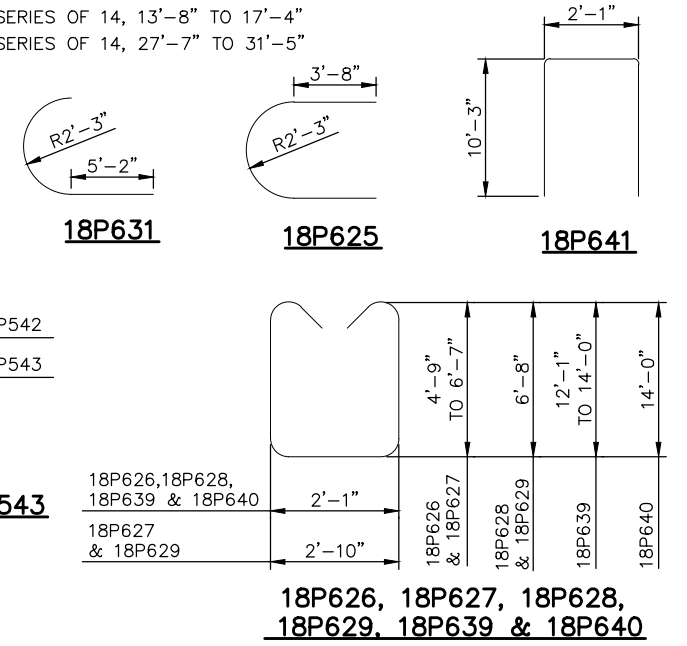 SERIES OF 14, 13'-8" TO 17'-4"
SERIES OF 14, 27'-7" TO 31'-5"
R2'-3"
5'-2"
18P631
3'-8"
R2'-3"
18P625
2'-1"
10'-3"
18P641
P542
P543
543
4'-9"
TO 6'-7"
6'-8"
12'-1"
TO 14'-0"
14'-0"
18P626,18P628,
18P639 & 18P640
2'-1"
18P627
& 18P629
2'-10"
18P626
& 18P627
18P628
& 18P629
18P639
18P640
18P626, 18P627, 18P628,
18P629, 18P639 & 18P640